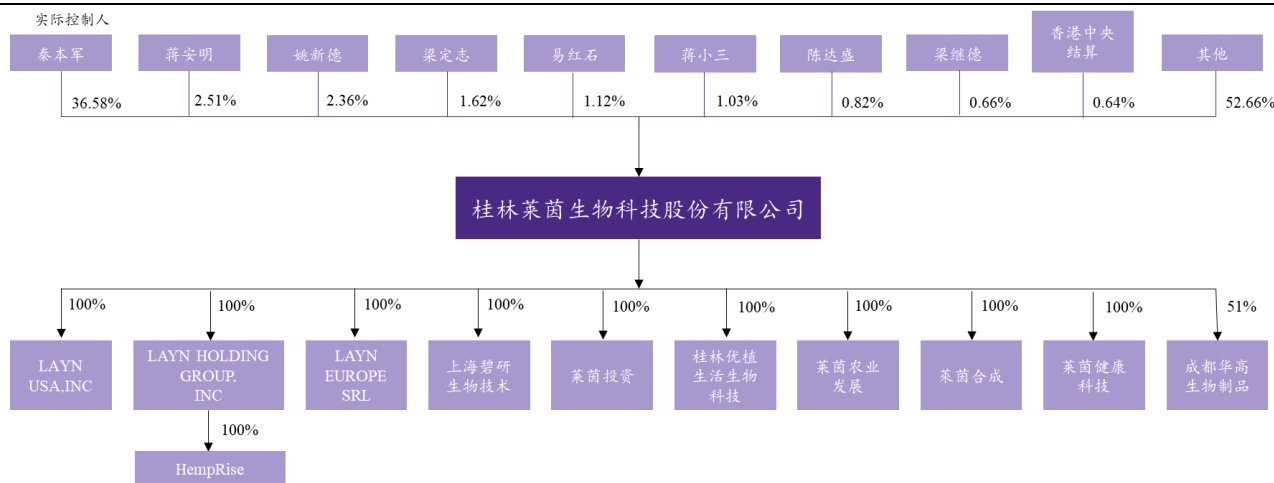 实际控制人
秦本军
蒋安明
姚新德
梁定志
易红石
蒋小三
陈达盛
梁继德
香港中央
结算
其他
36.58%
2.51%
2.36%
1.62%
1.12%
1.03%
0.82%
0.66%
0.64%
52.66%
桂林莱茵生物科技股份有限公司
100%
100%
100%
100%
100%
100%
100%
100%
100%
51%
LAYN
USA,INC
LAYN HOLDING
GROUP,
INC
LAYN
EUROPE
SRL
上海碧研
生物技术
莱茵投资
桂林优植
生活生物
科技
莱茵农业
发展
莱茵合成
莱茵健康
科技
成都华高
生物制品
100%
HempRise